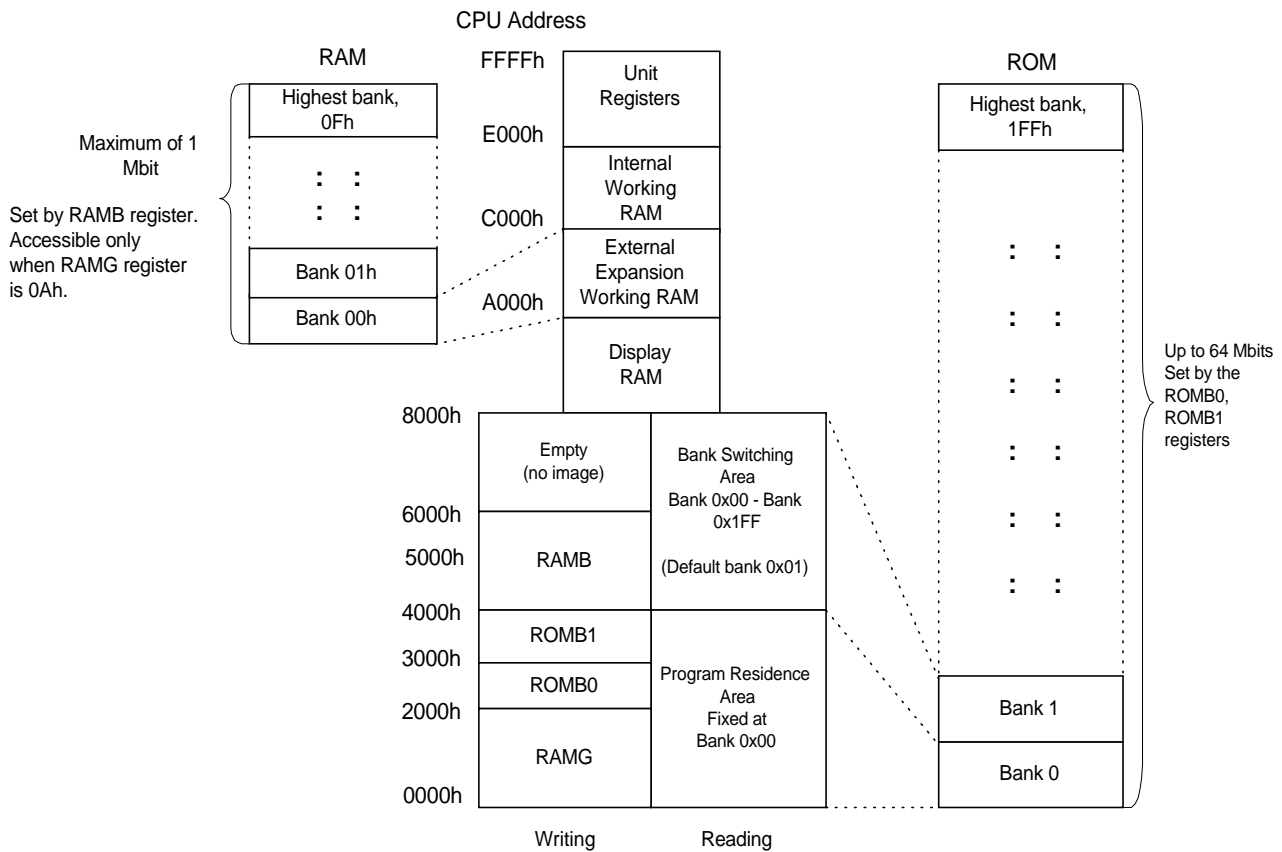 CPU Address
RAM
Highest bank,
0Fh
: :
: :
Bank 01h
Bank 00h
Maximum of 1
Mbit
Set by RAMB register.
Accessible only
when RAMG register
is 0Ah.
FFFFh
E000h
C000h
A000h
8000h
6000h
5000h
4000h
3000h
2000h
0000h
Unit
Registers
Internal
Working
RAM
External
Expansion
Working RAM
Display
RAM
Empty
(no image)
RAMB
ROMB1
ROMB0
RAMG
Writing
Bank Switching
Area
Bank 0x00 - Bank
0x1FF
(Default bank 0x01)
Program Residence
Area
Fixed at
Bank 0x00
Reading
ROM
Highest bank,
1FFh
: :
: :
: :
: :
: :
: :
Bank 1
Bank 0
Up to 64 Mbits
Set by the
ROMB0,
ROMB1
registers